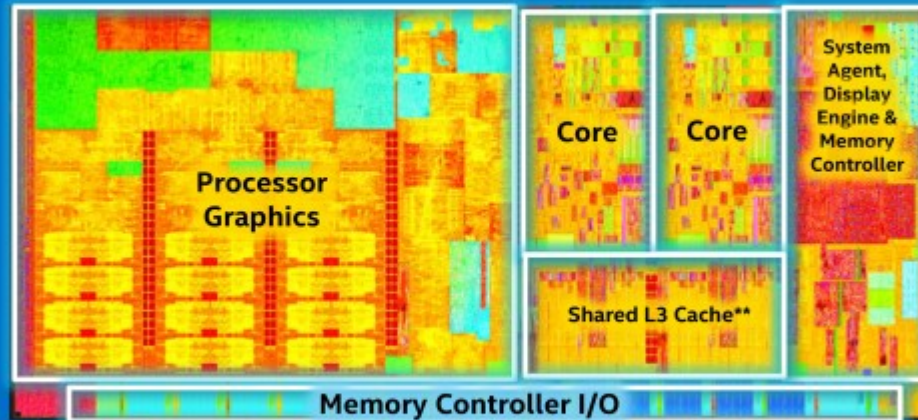 Processor
Graphics
Core
Core
System
Agent,
Display
Engine &
Memory
Controller
Shared L3 Cache**
Memory Controller I/O